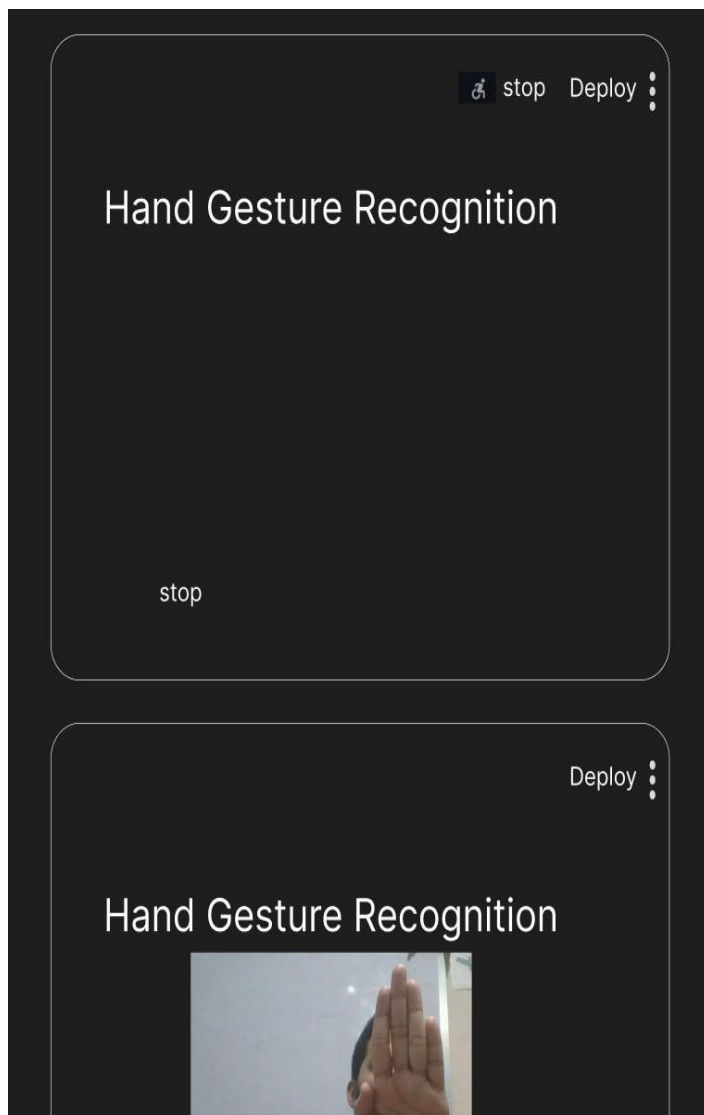 stop Deploy
Hand Gesture Recognition
stop
Deploy
Hand Gesture Recognition